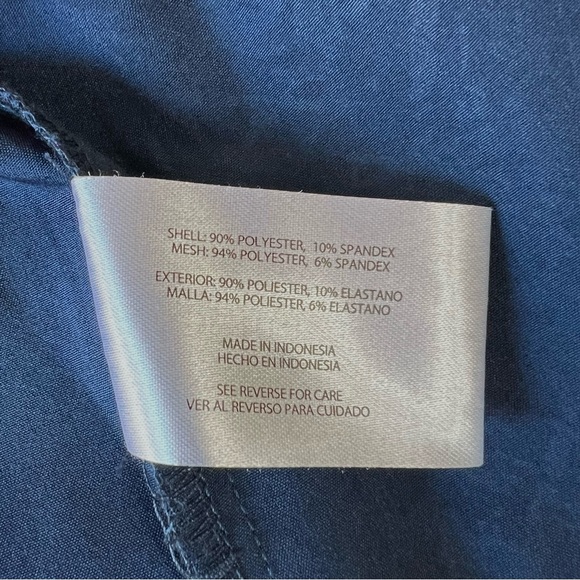 SHELL: 90% POLYESTER, 10% SPANDEX
MESH: 94% POLYESTER, 6% SPANDEX
EXTERIOR: 90% POLIESTER, 10% ELASTANO
MALLA: 94% POLIESTER, 6% ELASTANO
MADE IN INDONESIA
HECHO EN INDONESIA
SEE REVERSE FOR CARE
VER AL REVERSO PARA CUIDADO